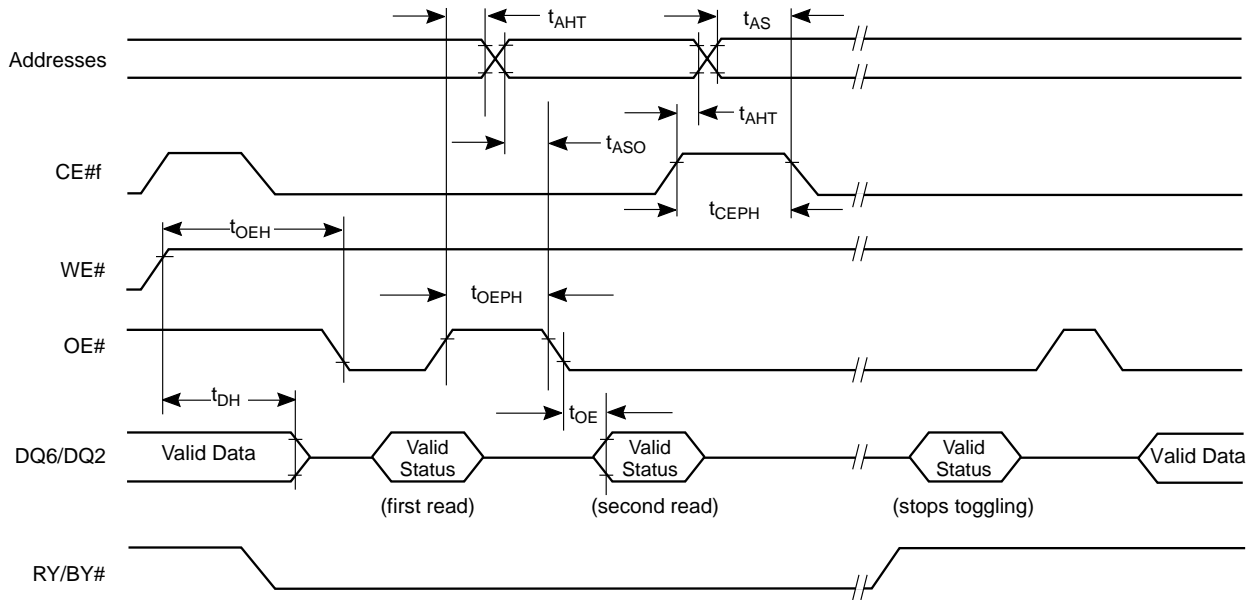 tAHT
tAS
Addresses
tAHT
tASO
CE#f
tCEPH
tOEH
WE#
tOEPH
OE#
tDH
tOE
DQ6/DQ2
Valid Data
Valid
Status
Valid
Status
Valid
Status
Valid Data
(first read)
(second read)
(stops toggling)
RY/BY#